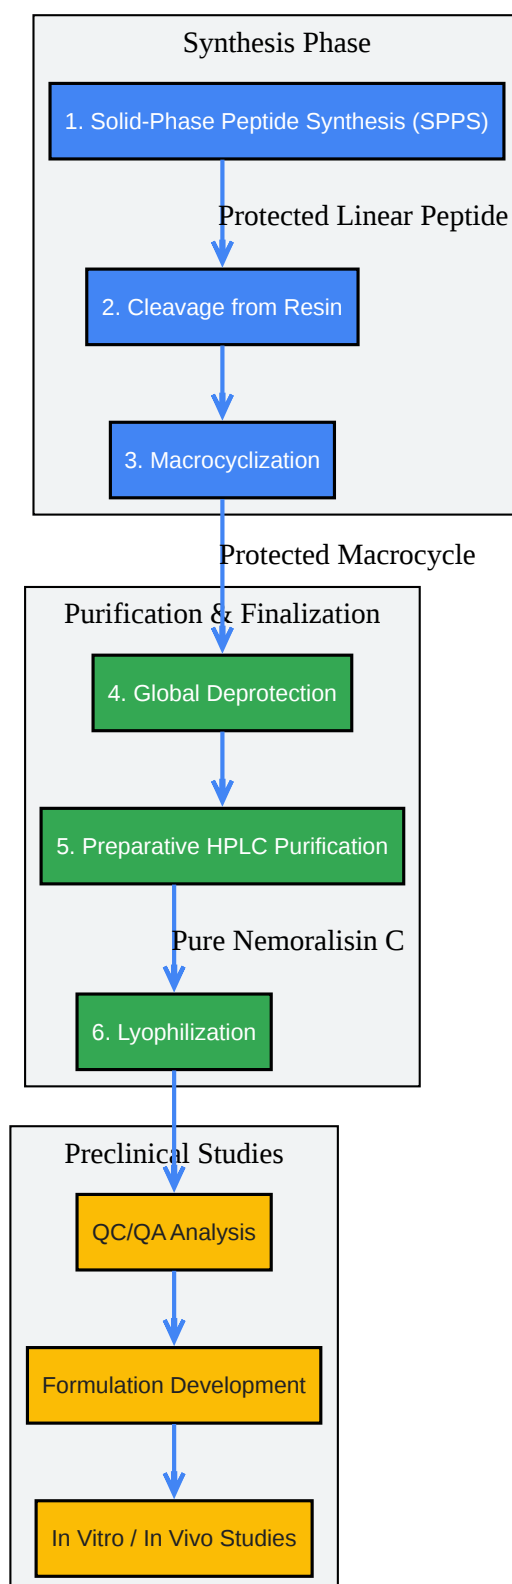 Synthesis Phase
1. Solid-Phase Peptide Synthesis (SPPS)
Protected Linear Peptide
2. Cleavage from Resin
3. Macrocyclization
Protected Macrocycle
Purification & Finalization
4. Global Deprotection
5. Preparative HPLC Purification
Pure Nemoralisin C
6. Lyophilization
Preclinical Studies
QC/QA Analysis
Formulation Development
In Vitro / In Vivo Studies